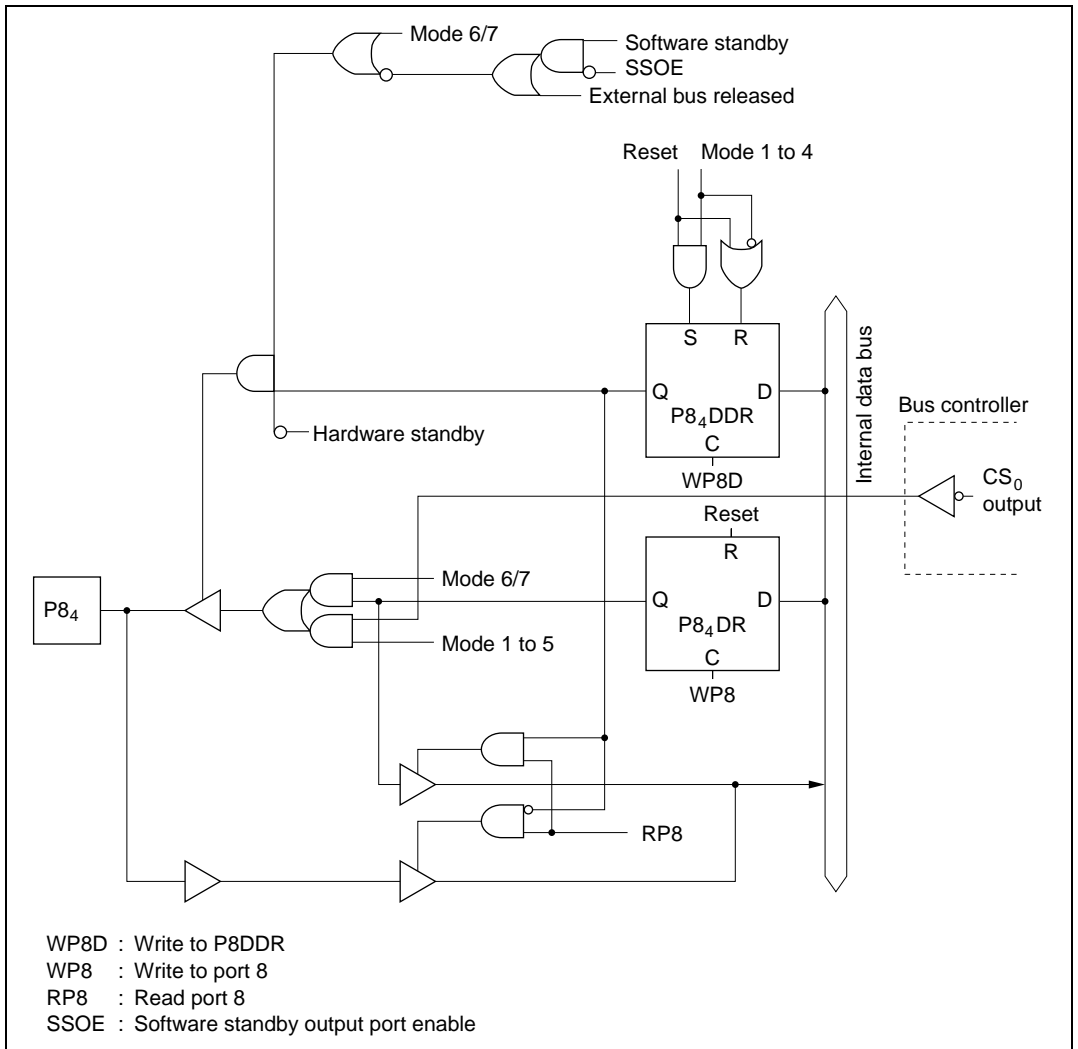 Mode 6/7
Software standby
SSOE
External bus released
Reset
Mode 1 to 4
S
R
Q
D
P8₄DDR
C
WP8D
Hardware standby
Internal data bus
Bus controller
CS₀
output
Reset
R
Mode 6/7
Q
D
P8₄DR
C
WP8
P8₄
Mode 1 to 5
RP8
WP8D : Write to P8DDR
WP8 : Write to port 8
RP8 : Read port 8
SSOE : Software standby output port enable